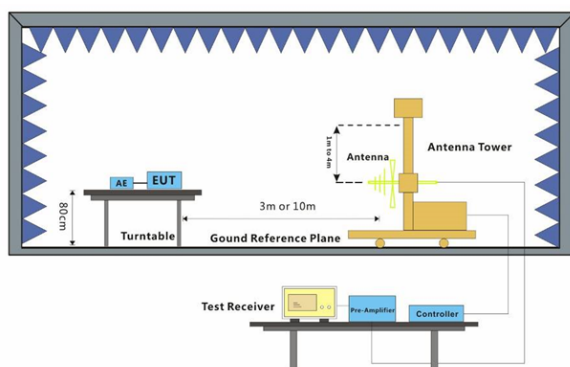 1m to 4m
Antenna
Antenna Tower
AE
EUT
80cm
3m or 10m
Turntable
Gound Reference Plane
Test Receiver
Pre-Amplifier
Controller